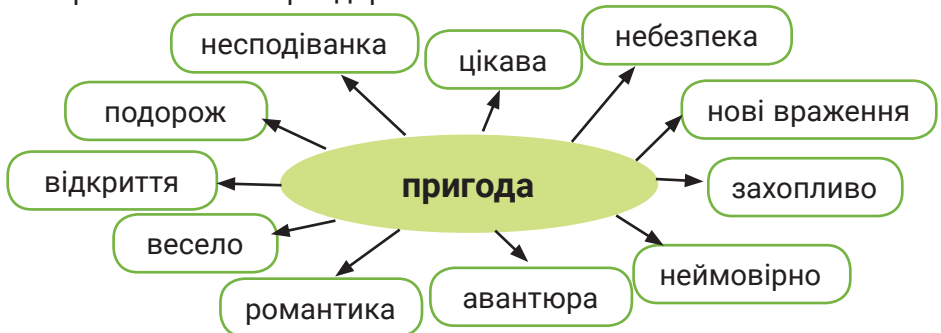 несподіванка
цікава
небезпека
подорож
нові враження
відкриття
пригода
захопливо
весело
неймовірно
романтика
авантюра